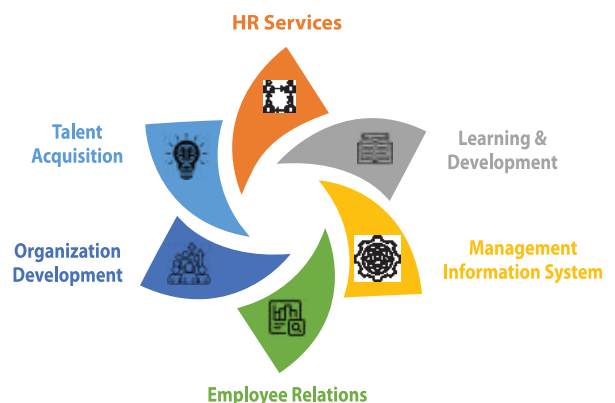 HR Services
Talent
Acquisition
Learning &
Development
Organization
Development
Management
Information System
Employee Relations